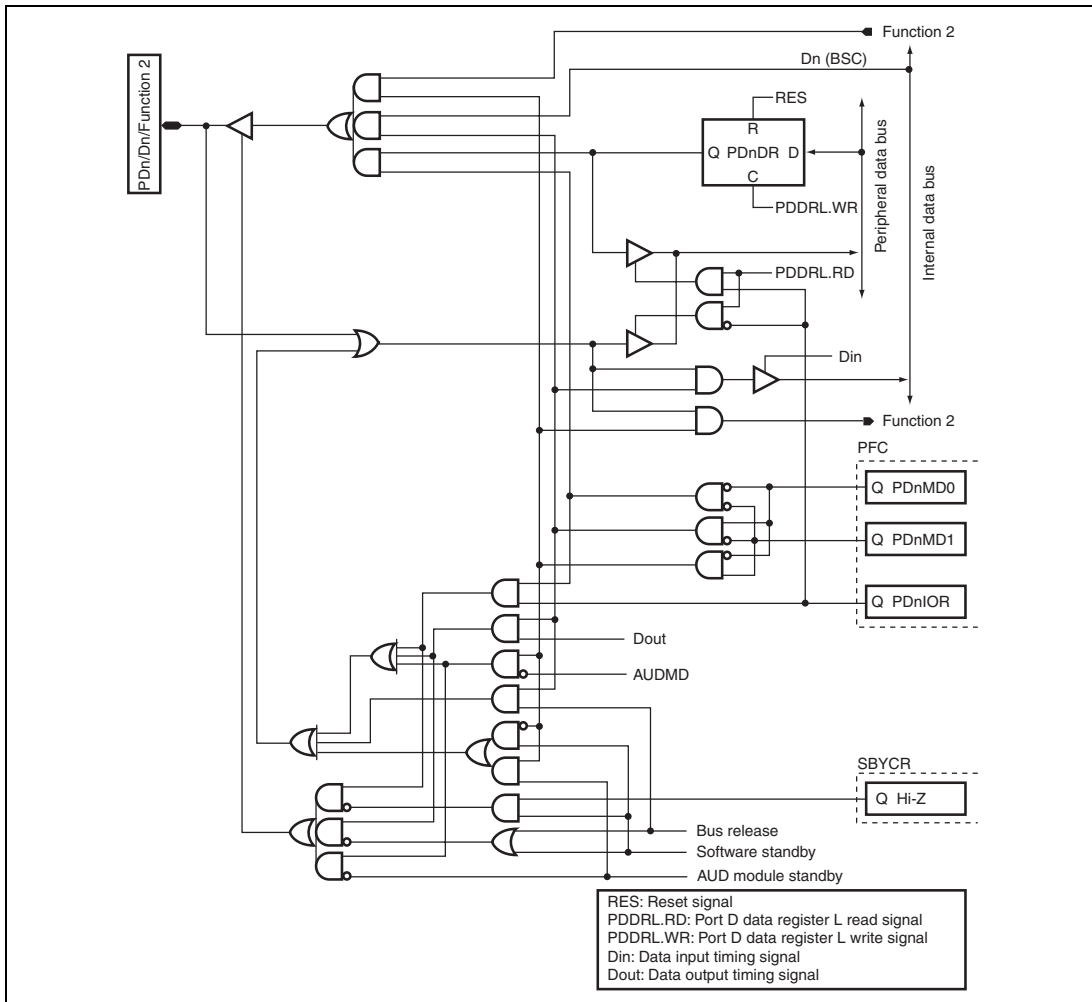 Function 2
Dn (BSC)
PDn/Dn/Function 2
RES
R
Q PDnDR D
C
PDDRL.WR
Peripheral data bus
Internal data bus
PDDRL.RD
Din
Function 2
PFC
Q PDnMD0
Q PDnMD1
Q PDnIOR
Dout
AUDMD
SBYCR
Q Hi-Z
Bus release
Software standby
AUD module standby
RES: Reset signal
PDDRL.RD: Port D data register L read signal
PDDRL.WR: Port D data register L write signal
Din: Data input timing signal
Dout: Data output timing signal